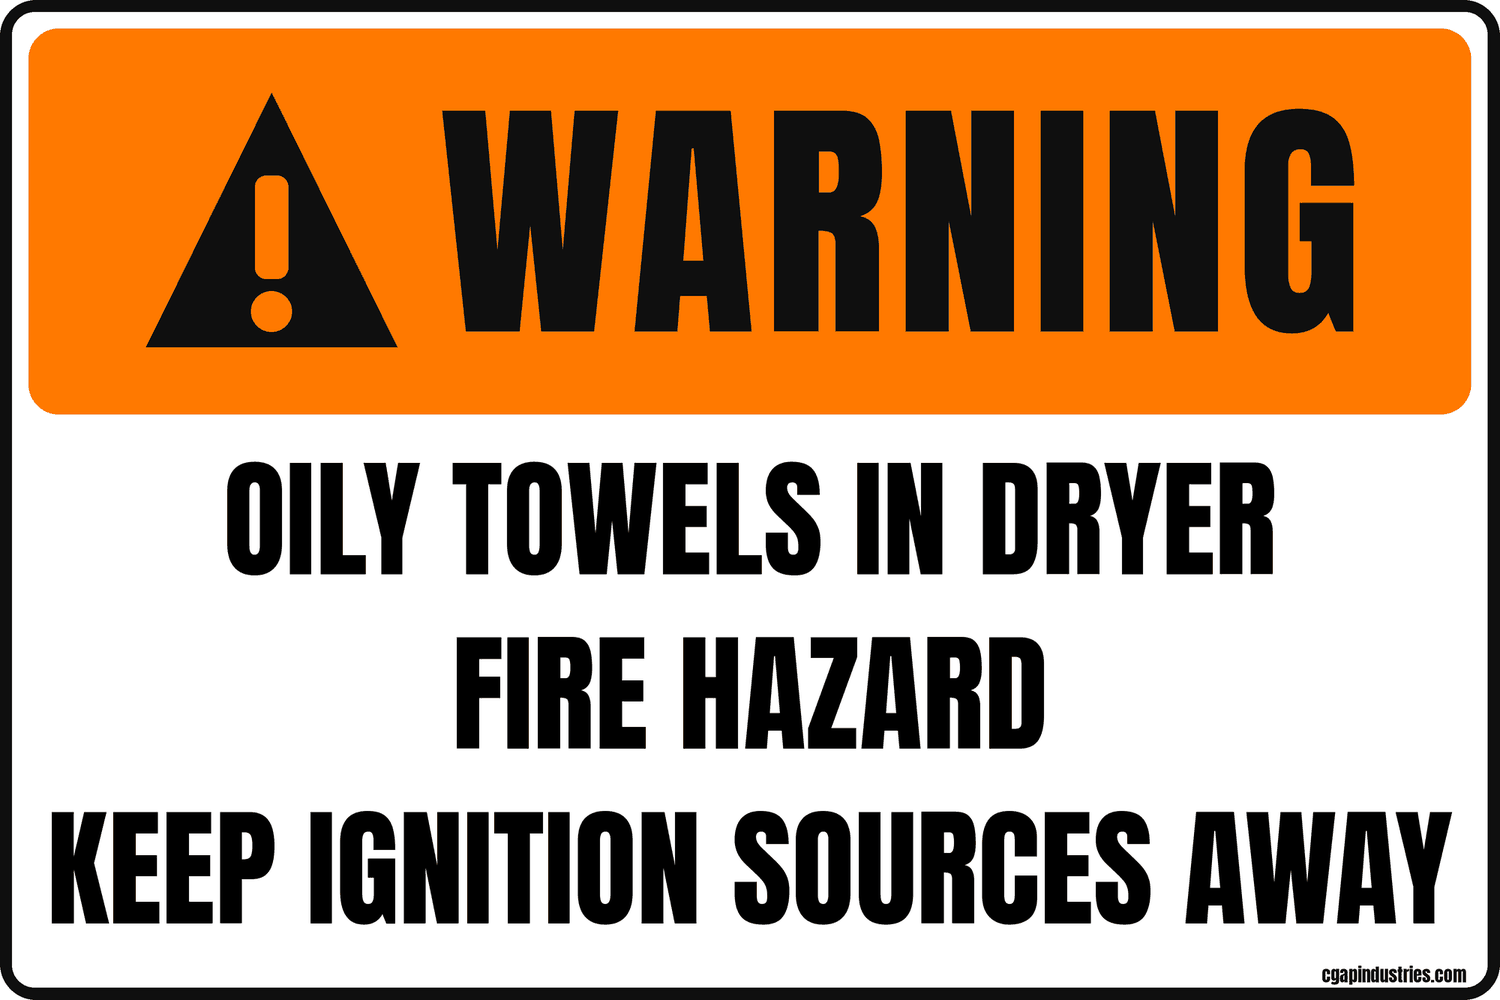 WARNING
OILY TOWELS IN DRYER
FIRE HAZARD
KEEP IGNITION SOURCES AWAY
cgapindustries.com